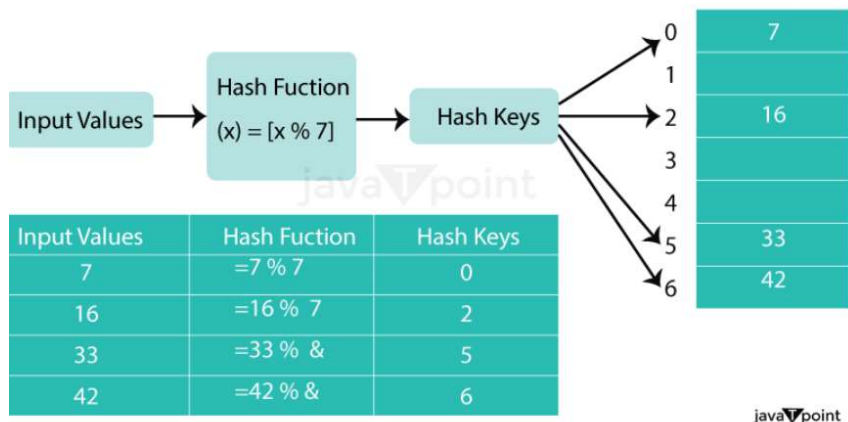 Input Values
Hash Fuction
(x) = [x % 7]
Hash Keys
0 7
1
2 16
3
4
5 33
6 42
javaTpoint
Input Values Hash Fuction Hash Keys
7 =7 % 7 0
16 =16 % 7 2
33 =33 % & 5
42 =42 % & 6
javaTpoint